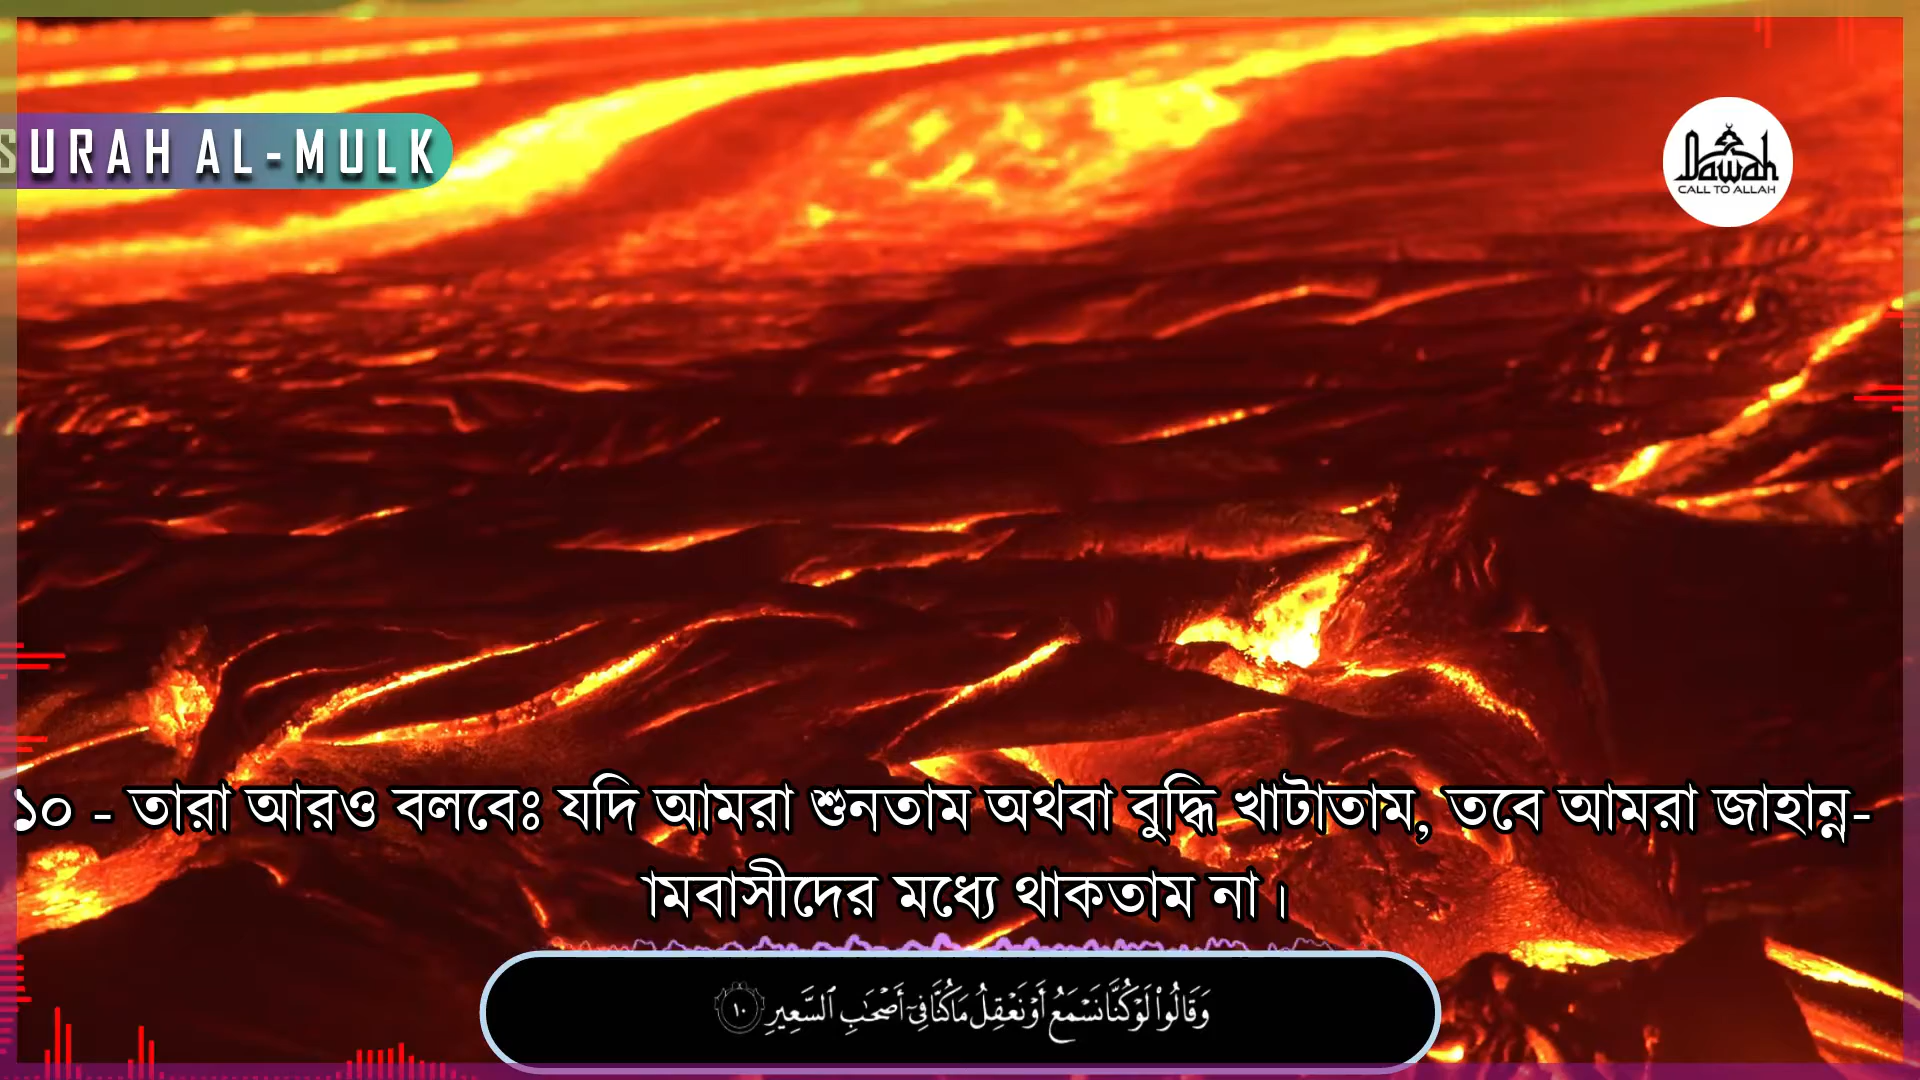 SURAH AL-MULK
Dawah
CALL TO ALLAH
১০ - তারা আরও বলবেঃ যদি আমরা শুনতাম অথবা বুদ্ধি খাটাতাম, তবে আমরা জাহান্ন-
ামবাসীদের মধ্যে থাকতাম না।
وَقَالُوا۟ لَوْ كُنَّا نَسْمَعُ أَوْ نَعْقِلُ مَا كُنَّا فِىٓ أَصْحَٰبِ ٱلسَّعِيرِ ١٠